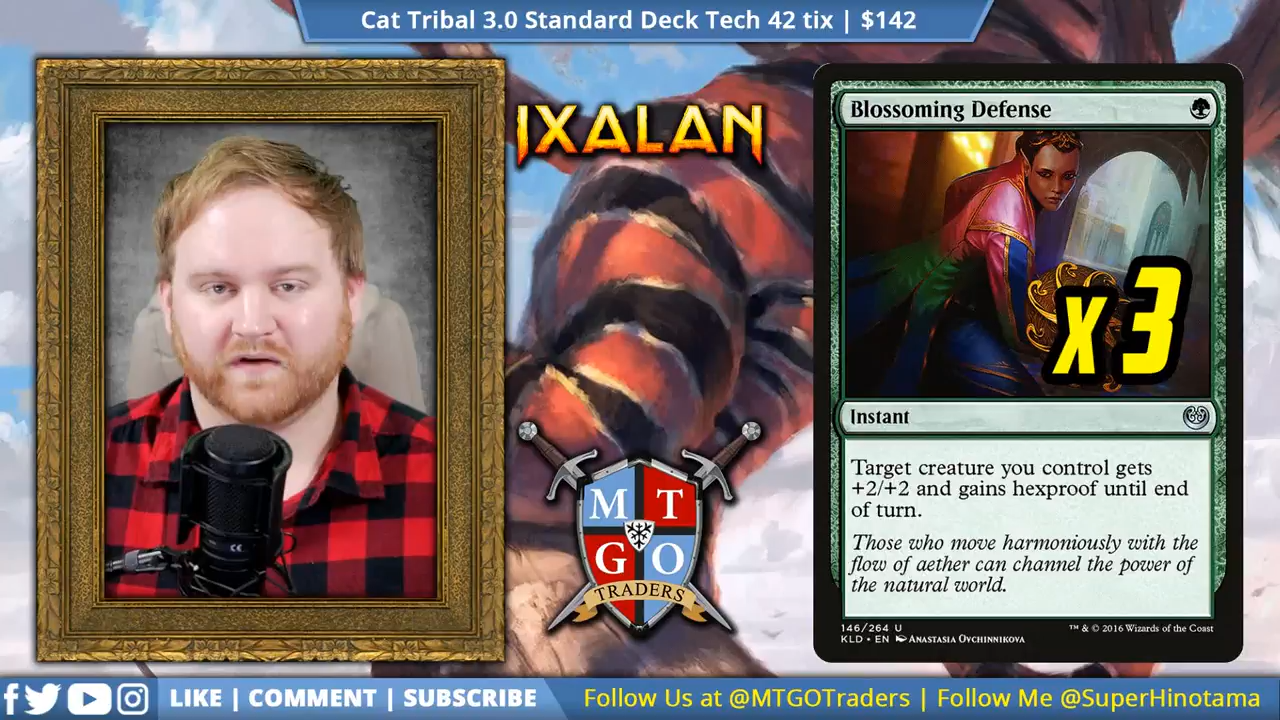 Cat Tribal 3.0 Standard Deck Tech 42 tix | $142
IXALAN
M T
G O
TRADERS
Blossoming Defense
x3
Instant
Target creature you control gets
+2/+2 and gains hexproof until end
of turn.
Those who move harmoniously with the
flow of aether can channel the power of
the natural world.
146/264 U
KLD • EN Anastasia Ovchinnikova
™ & © 2016 Wizards of the Coast
LIKE | COMMENT | SUBSCRIBE
Follow Us at @MTGOTraders | Follow Me @SuperHinotama